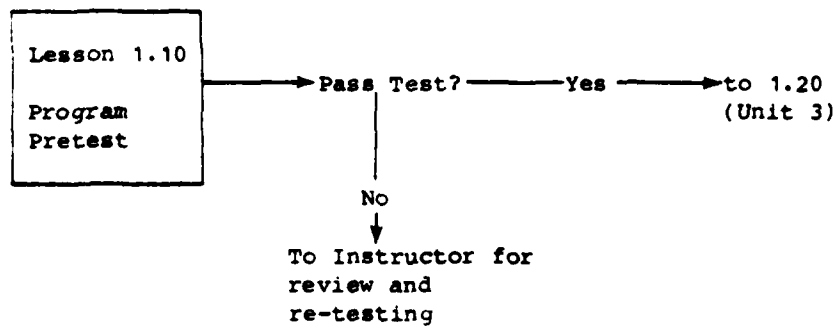 Lesson 1.10
Program
Pretest
Pass Test?
Yes
to 1.20
(Unit 3)
No
To Instructor for
review and
re-testing